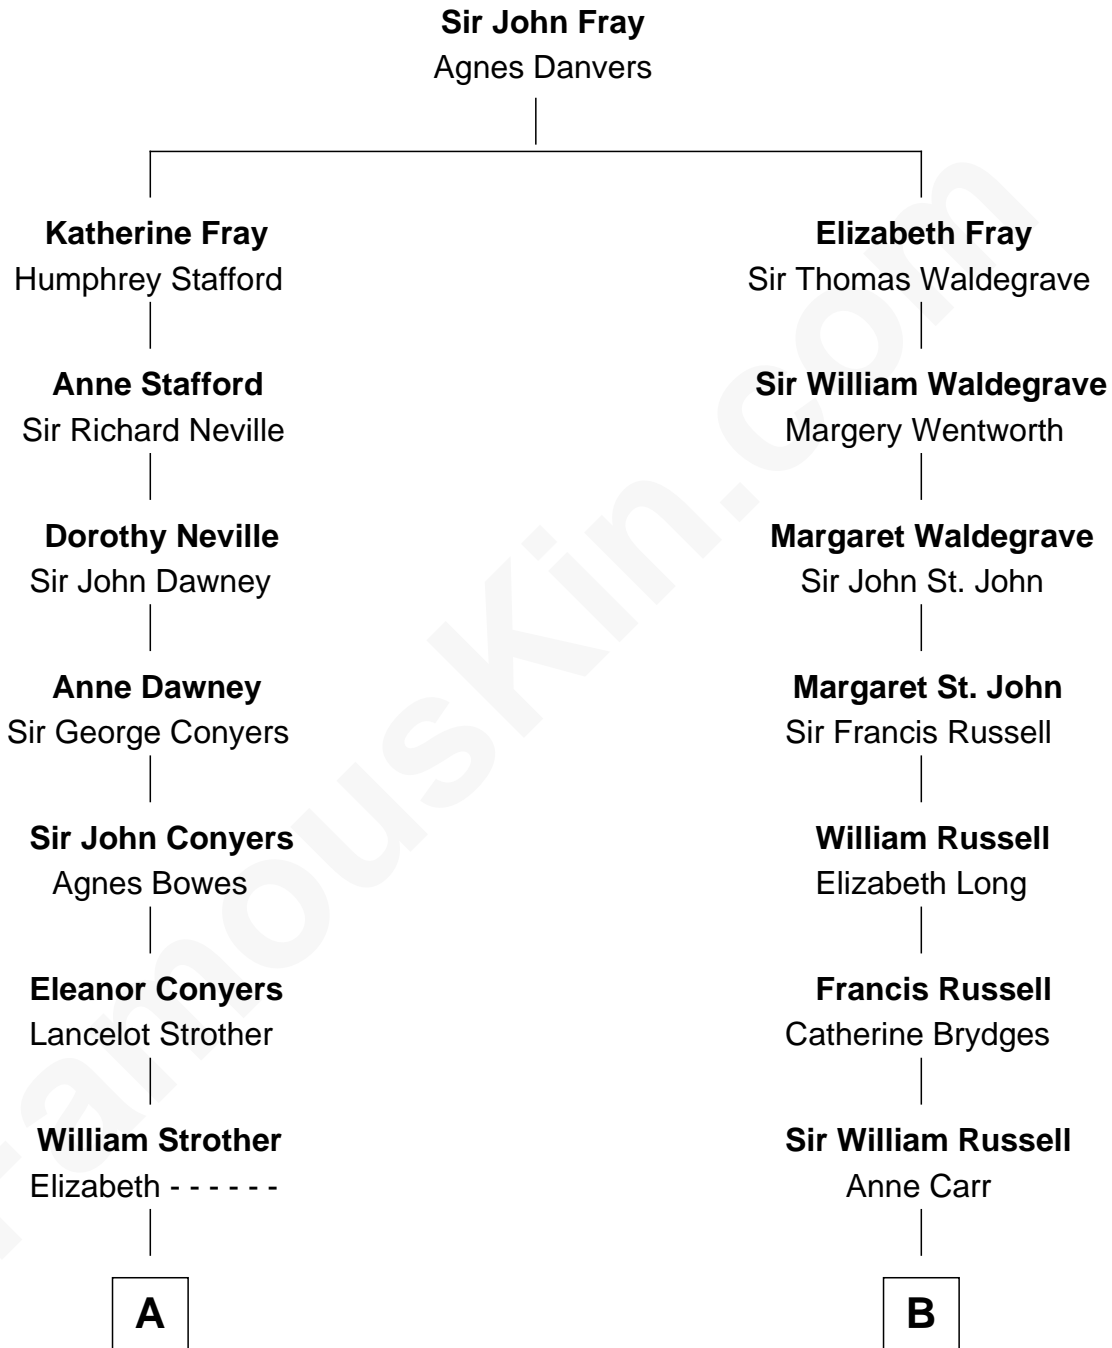 Sir John Fray
Agnes Danvers
Katherine Fray
Humphrey Stafford
Elizabeth Fray
Sir Thomas Waldegrave
Anne Stafford
Sir Richard Neville
Sir William Waldegrave
Margery Wentworth
Dorothy Neville
Sir John Dawney
Margaret Waldegrave
Sir John St. John
Anne Dawney
Sir George Conyers
Margaret St. John
Sir Francis Russell
Sir John Conyers
Agnes Bowes
William Russell
Elizabeth Long
Eleanor Conyers
Lancelot Strother
Francis Russell
Catherine Brydges
William Strother
Elizabeth - - - - - -
Sir William Russell
Anne Carr
A
B
FamousKin.com